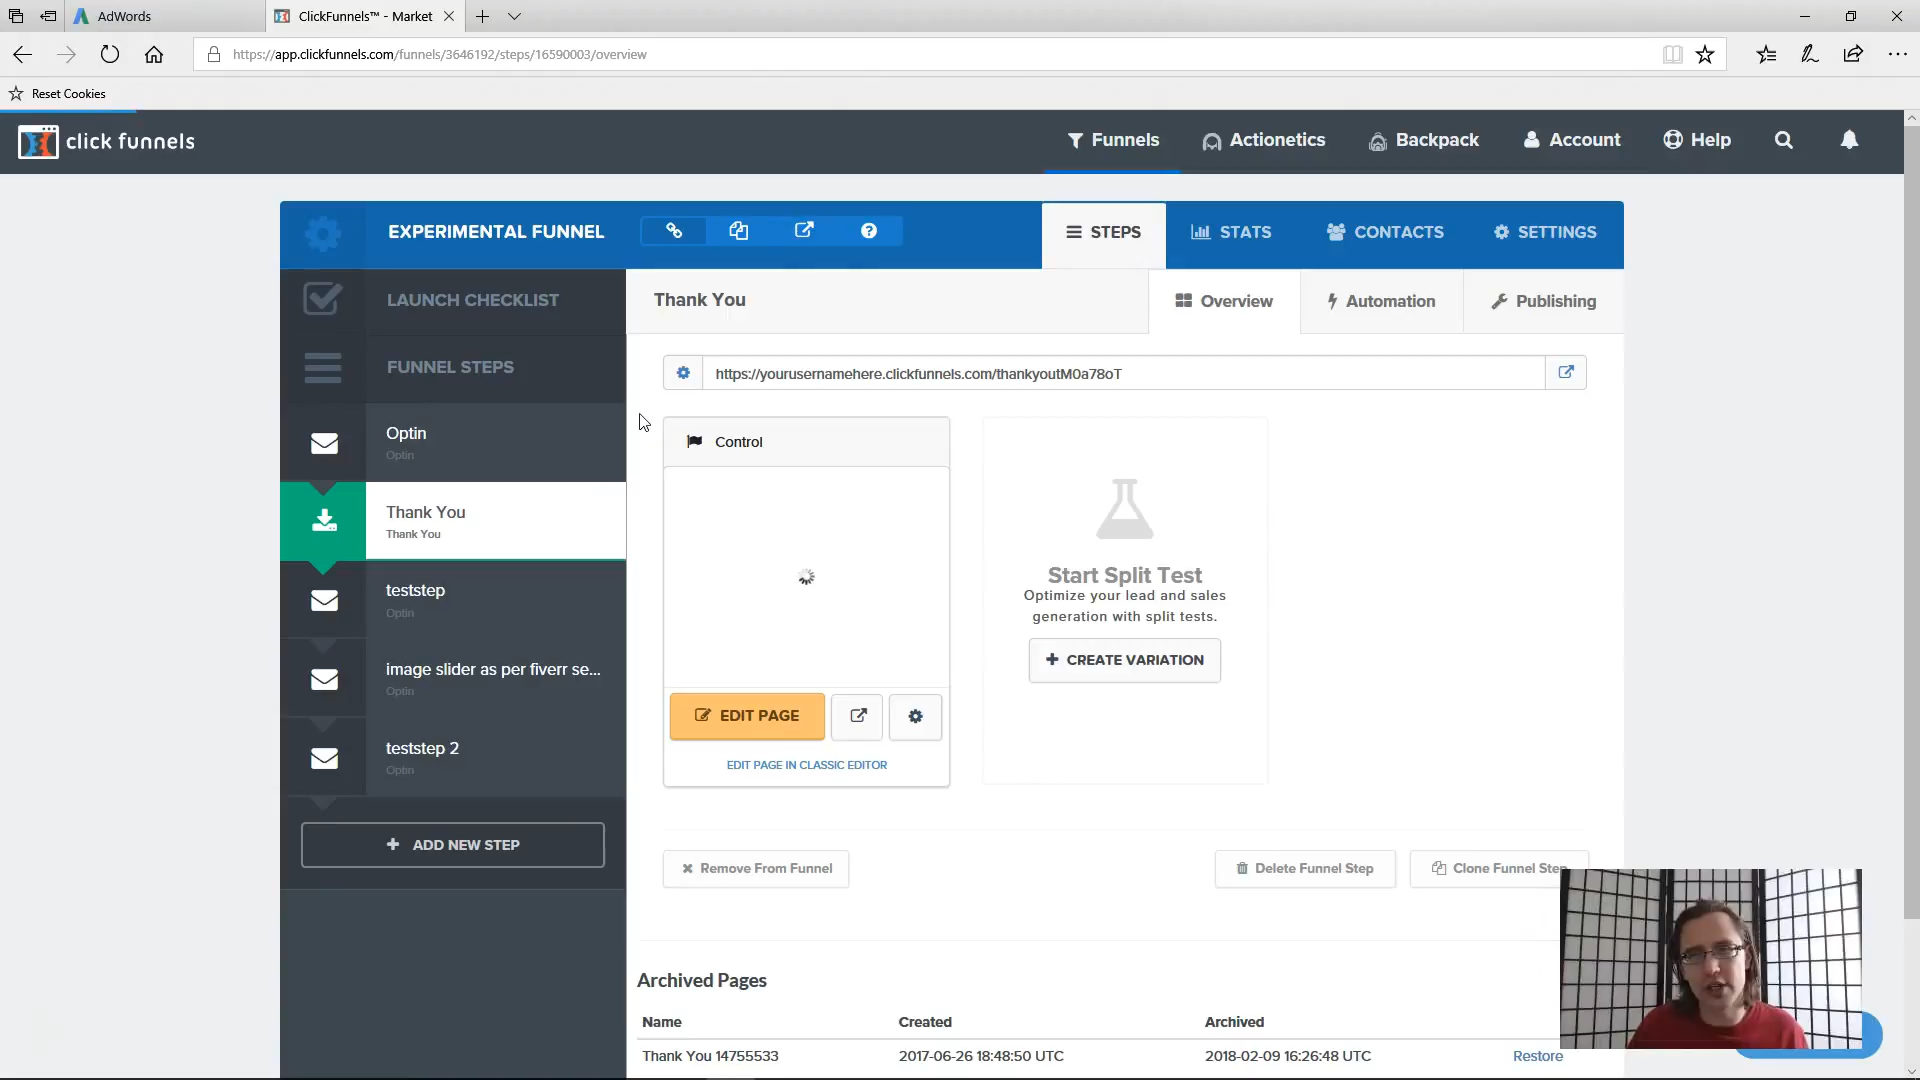 AdWords
ClickFunnels™ - Market
https://app.clickfunnels.com/funnels/3646192/steps/16590003/overview
Reset Cookies
click funnels
Funnels
Actionetics
Backpack
Account
Help
EXPERIMENTAL FUNNEL
STEPS
STATS
CONTACTS
SETTINGS
LAUNCH CHECKLIST
Thank You
Overview
Automation
Publishing
FUNNEL STEPS
https://yourusernamehere.clickfunnels.com/thankyoutM0a78oT
Optin
Optin
Control
Thank You
Thank You
teststep
Optin
Start Split Test
Optimize your lead and sales
generation with split tests.
CREATE VARIATION
image slider as per fiverr se...
Optin
EDIT PAGE
EDIT PAGE IN CLASSIC EDITOR
teststep 2
Optin
ADD NEW STEP
Remove From Funnel
Delete Funnel Step
Clone Funnel Step
Archived Pages
Name
Created
Archived
Thank You 14755533
2017-06-26 18:48:50 UTC
2018-02-09 16:26:48 UTC
Restore